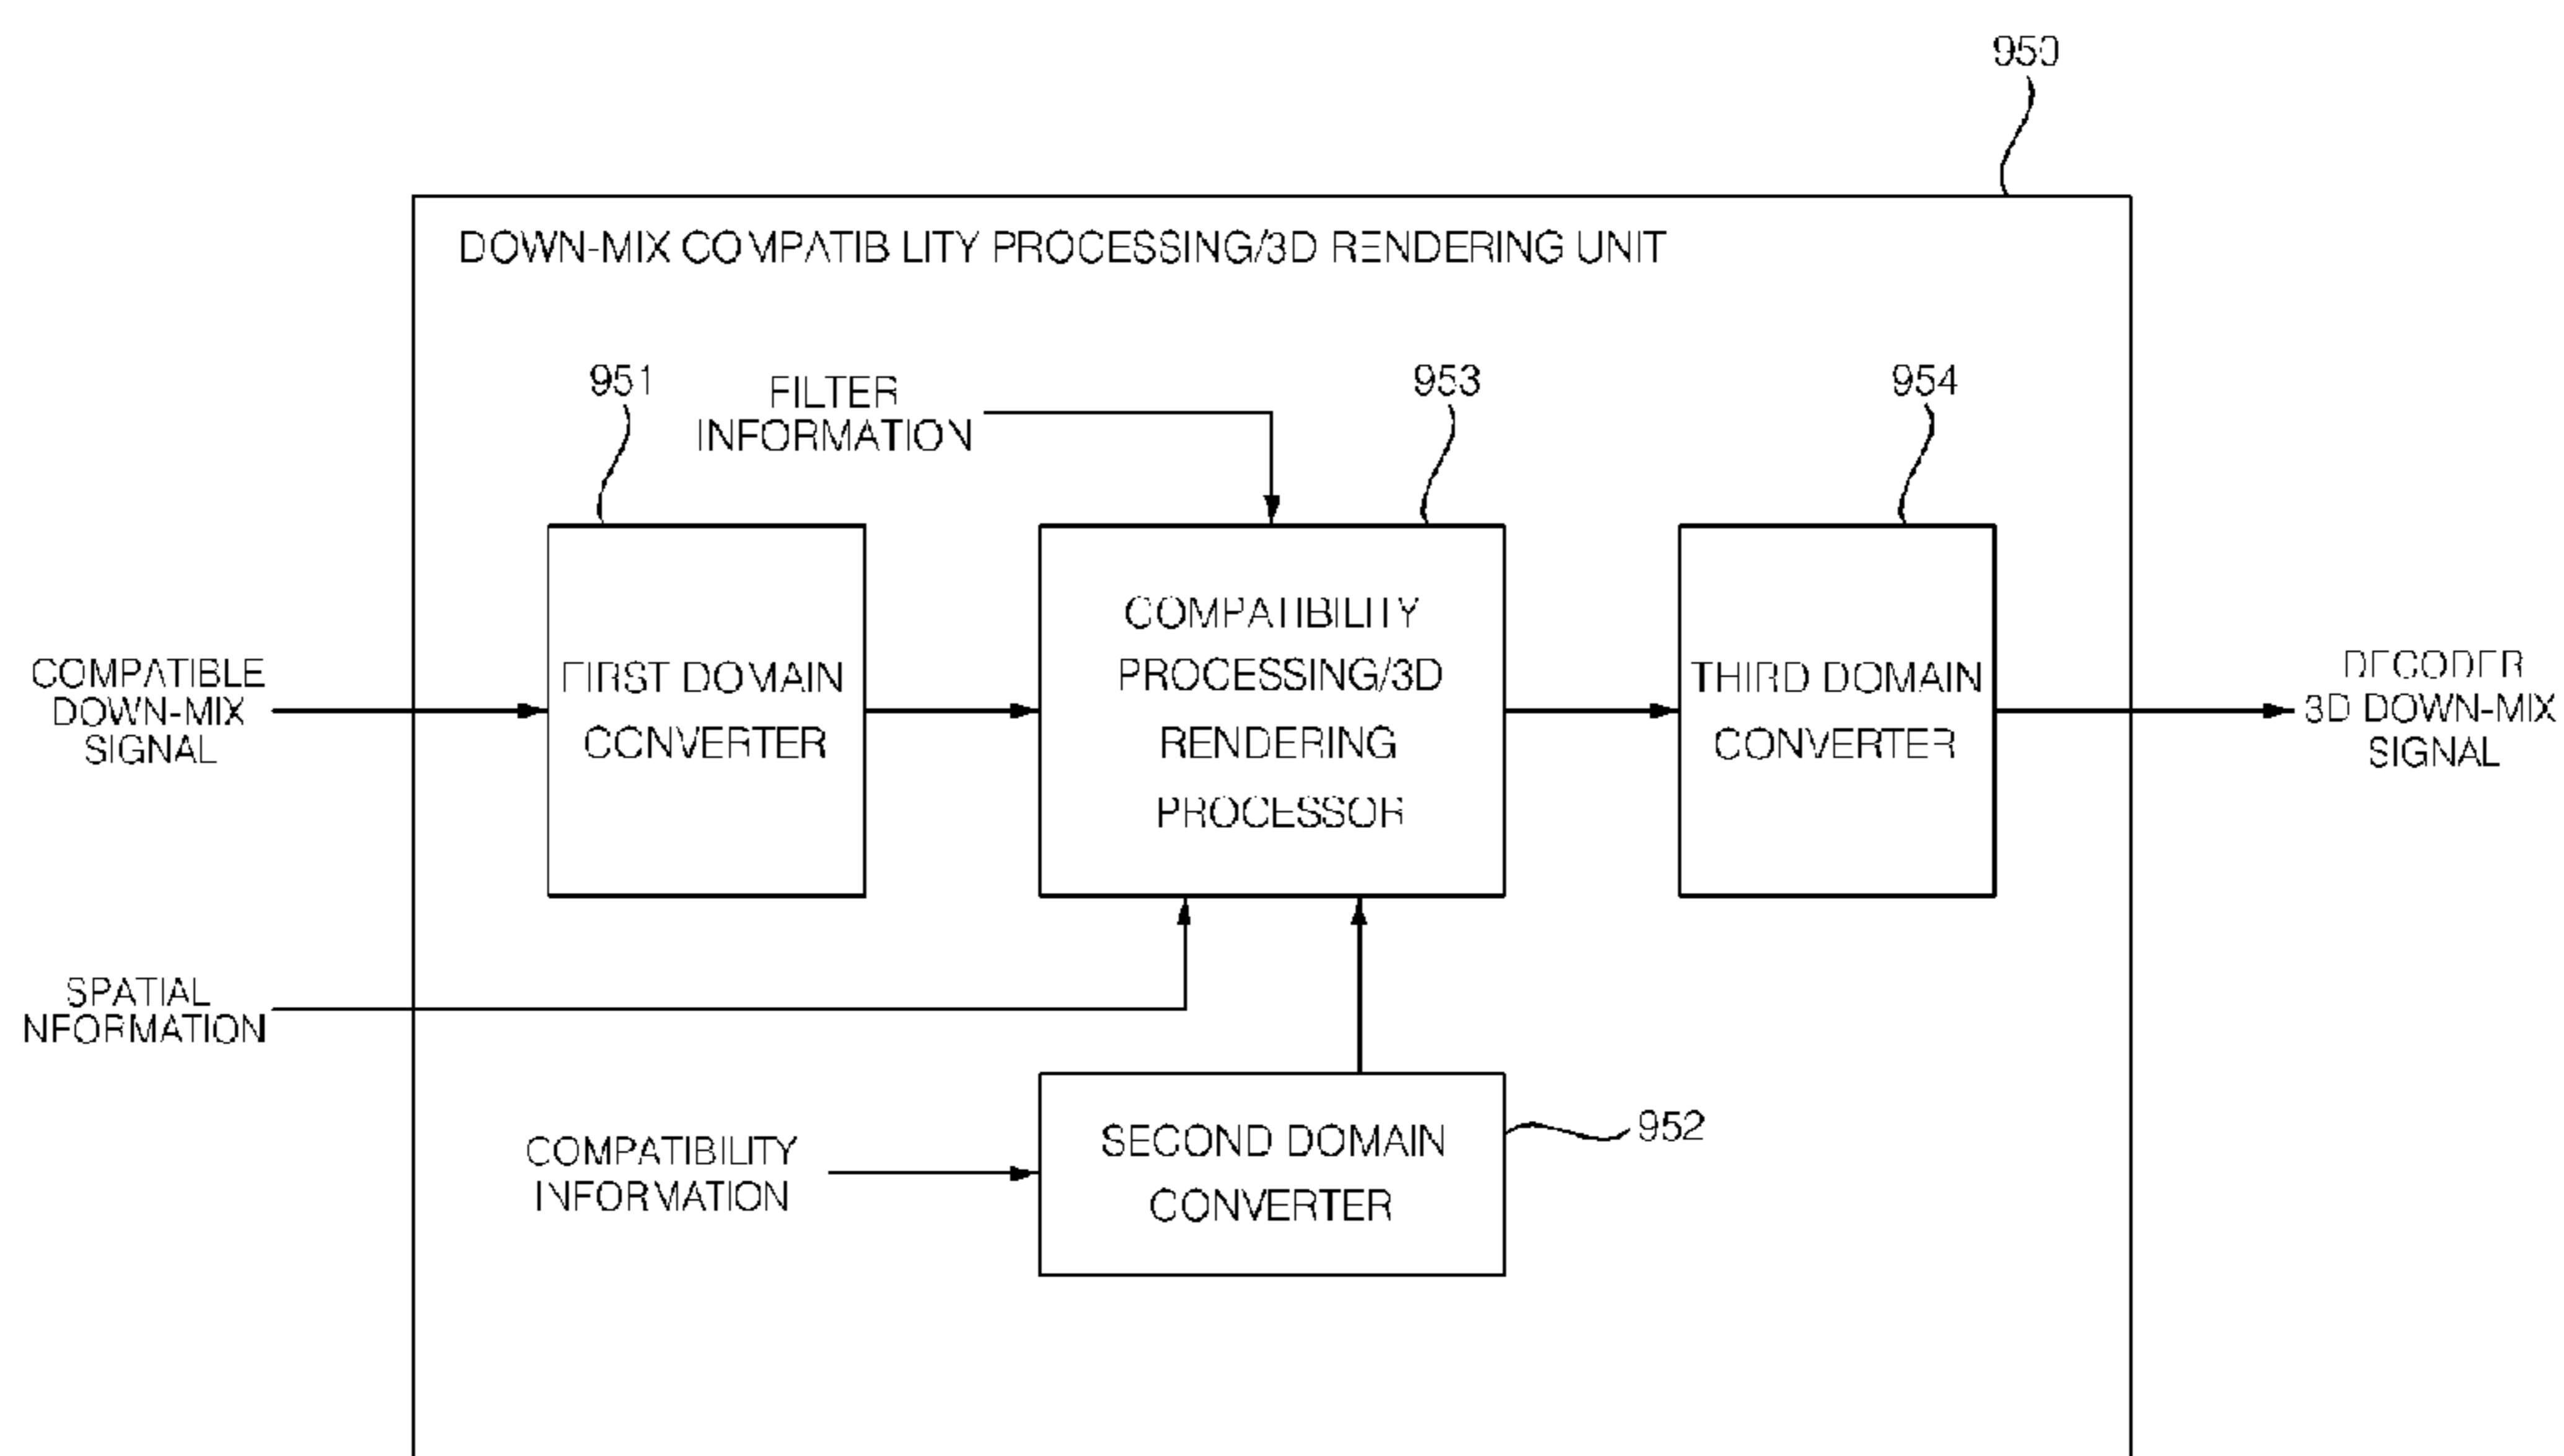 950
DOWN-MIX COMPATIBILITY PROCESSING/3D RENDERING UNIT
951
FILTER
INFORMATION
953
954
COMPATIBLE
DOWN-MIX
SIGNAL
FIRST DOMAIN
CONVERTER
COMPATIBILITY
PROCESSING/3D
RENDERING
PROCESSOR
THIRD DOMAIN
CONVERTER
DECODER
3D DOWN-MIX
SIGNAL
SPATIAL
INFORMATION
COMPATIBILITY
INFORMATION
SECOND DOMAIN
CONVERTER
952